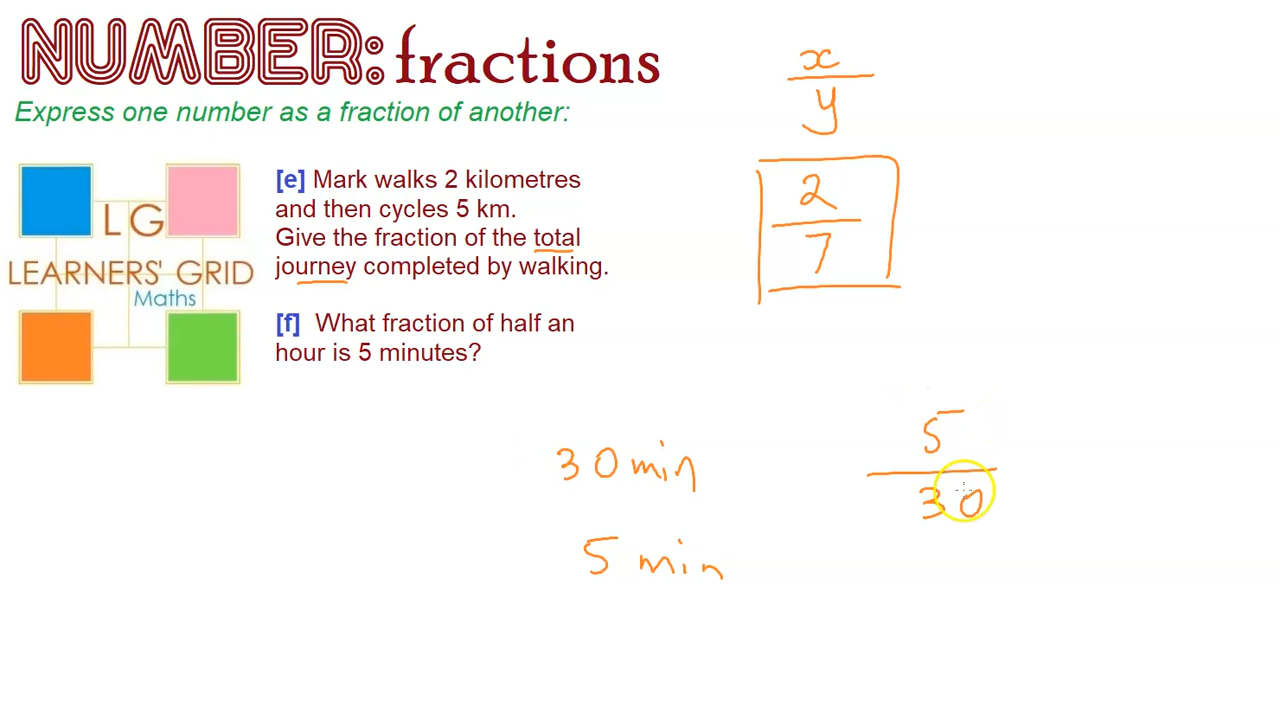 NUMBER: fractions
Express one number as a fraction of another:
LG
LEARNERS' GRID
Maths
[e] Mark walks 2 kilometres
and then cycles 5 km.
Give the fraction of the total
journey completed by walking.
[f] What fraction of half an
hour is 5 minutes?
x
y
2
7
30 min
5 min
5
30